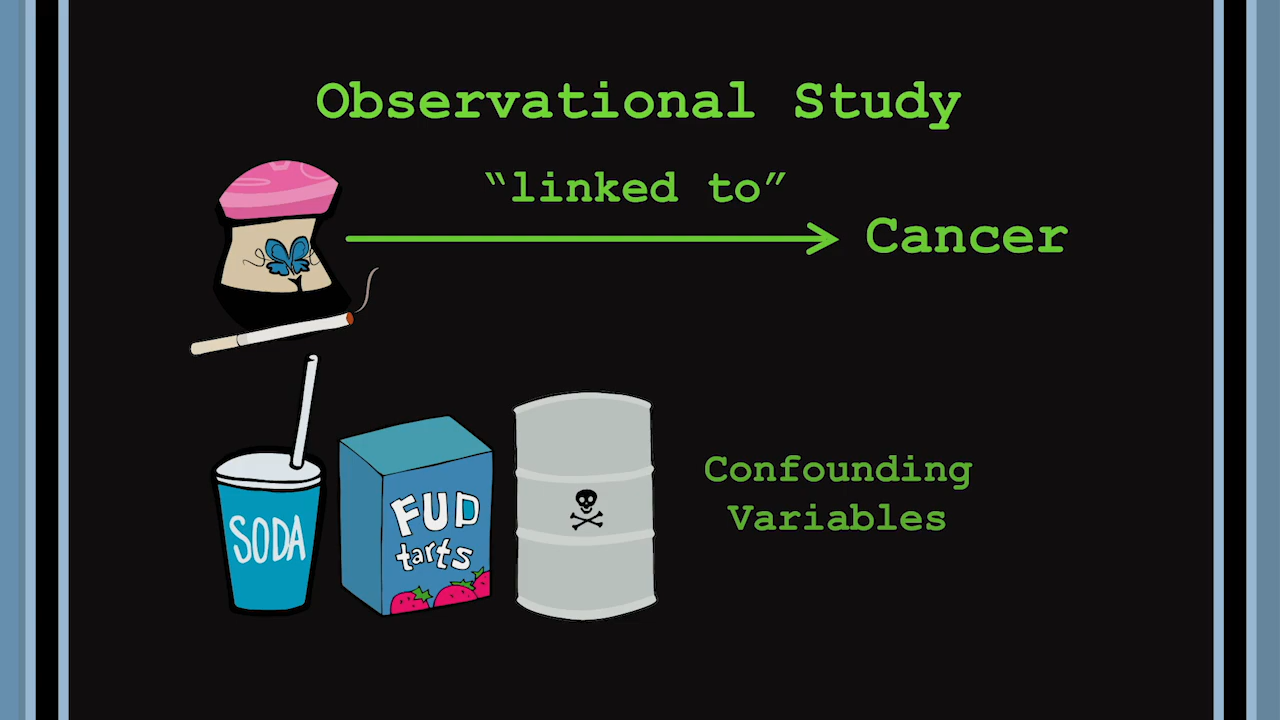 Observational Study
“linked to”
Cancer
Confounding
Variables
SODA
FUD
tarts